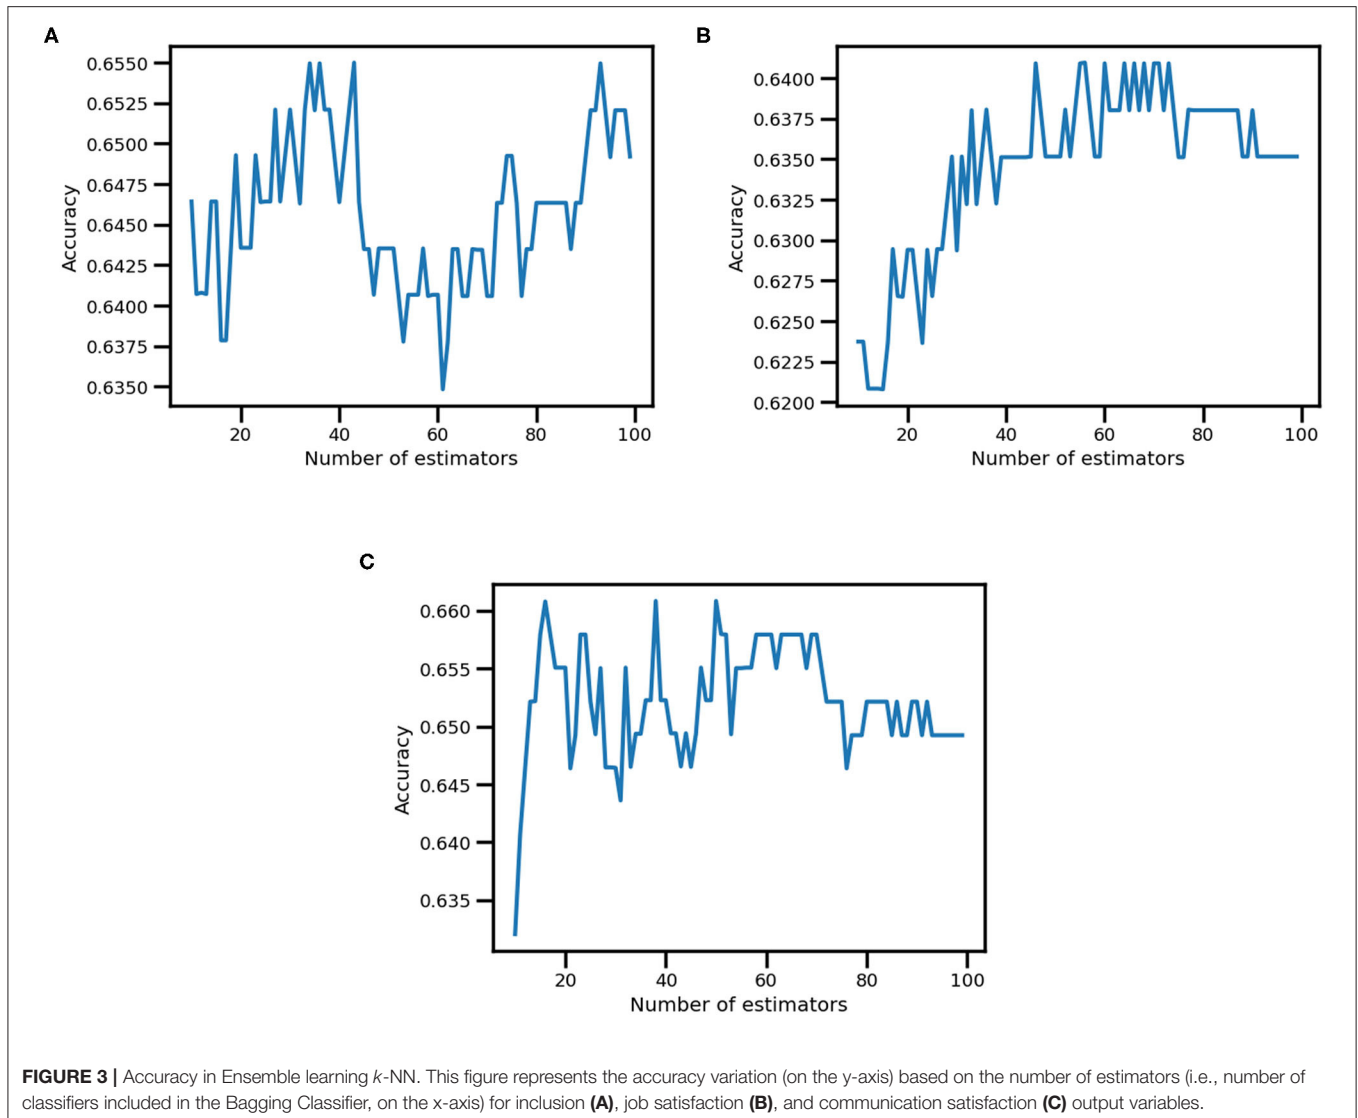 A
0.6550
0.6525
0.6500
0.6475
0.6450
0.6425
0.6400
0.6375
0.6350
Accuracy
20 40 60 80 100
Number of estimators
B
0.6400
0.6375
0.6350
0.6325
0.6300
0.6275
0.6250
0.6225
0.6200
Accuracy
20 40 60 80 100
Number of estimators
C
0.660
0.655
0.650
0.645
0.640
0.635
Accuracy
20 40 60 80 100
Number of estimators
FIGURE 3 | Accuracy in Ensemble learning k-NN. This figure represents the accuracy variation (on the y-axis) based on the number of estimators (i.e., number of
classifiers included in the Bagging Classifier, on the x-axis) for inclusion (A), job satisfaction (B), and communication satisfaction (C) output variables.